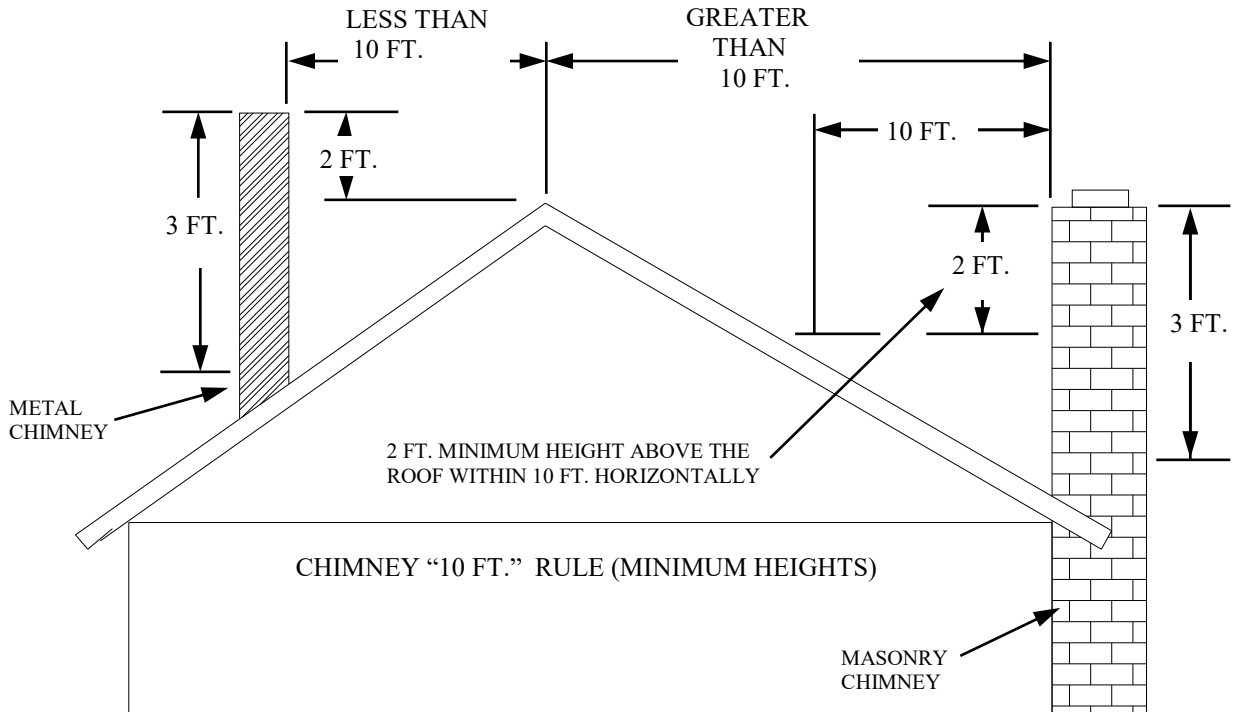 LESS THAN
10 FT.
GREATER
THAN
10 FT.
2 FT.
10 FT.
3 FT.
2 FT.
3 FT.
METAL
CHIMNEY
2 FT. MINIMUM HEIGHT ABOVE THE
ROOF WITHIN 10 FT. HORIZONTALLY
CHIMNEY “10 FT.” RULE (MINIMUM HEIGHTS)
MASONRY
CHIMNEY